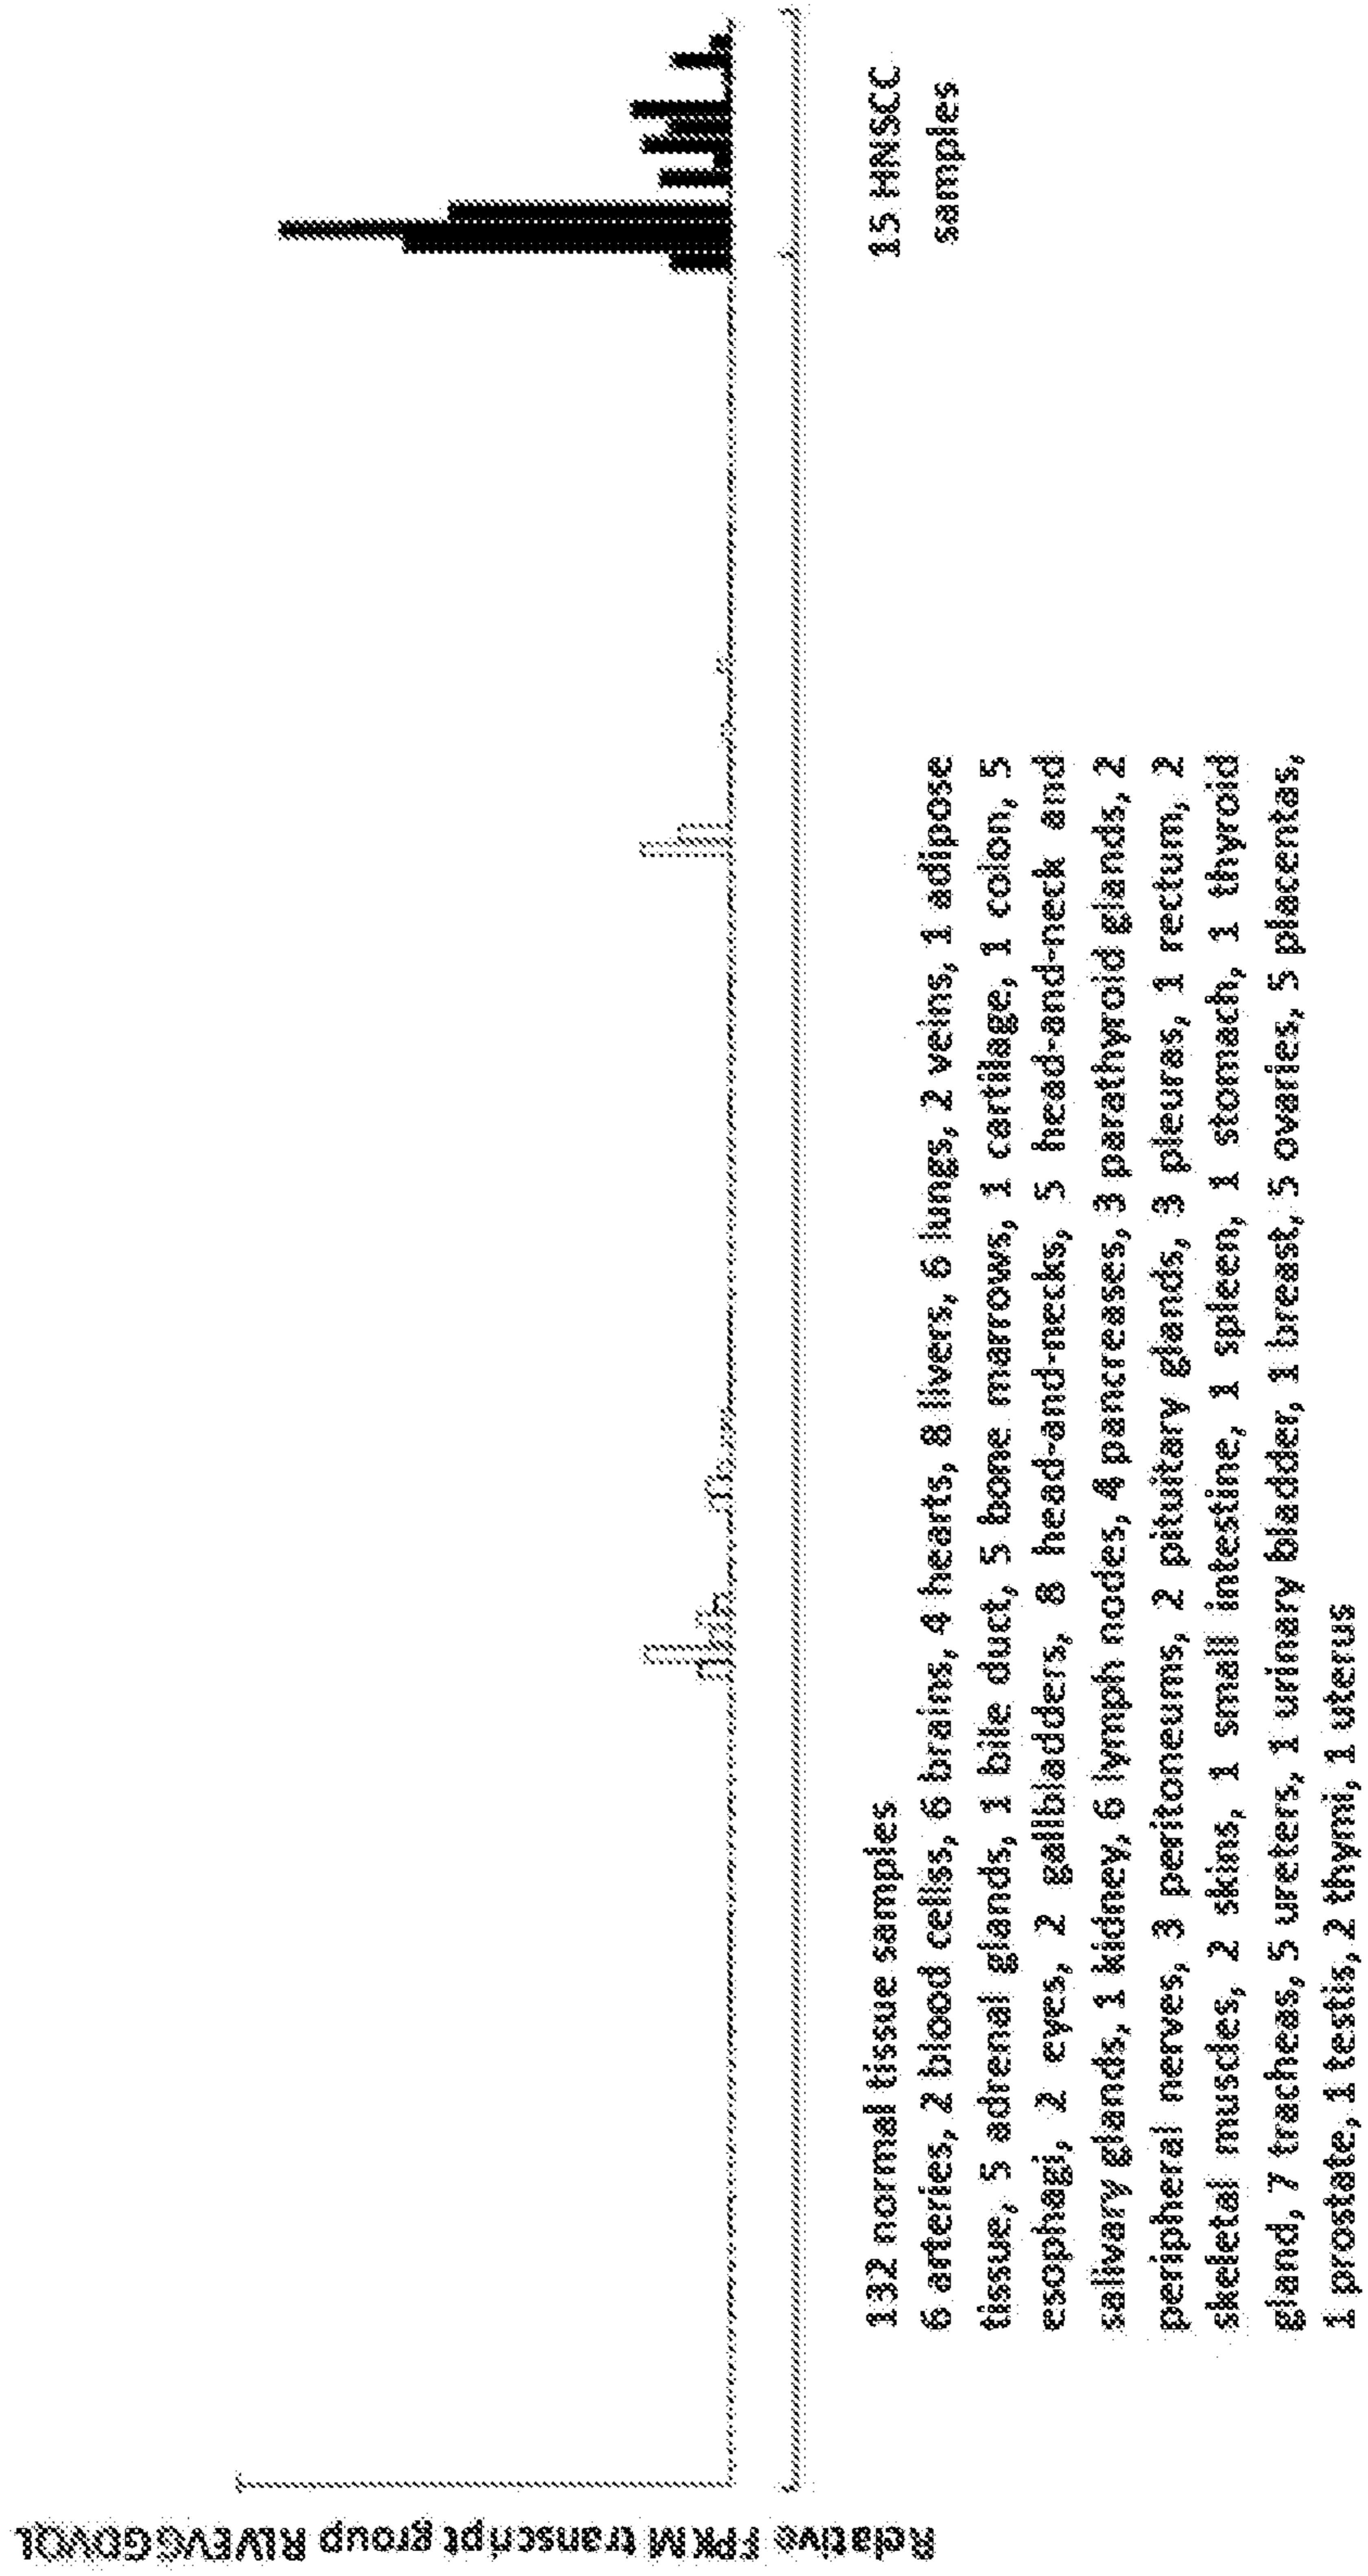 Relative FPKM transcript group RIVEVGGDVQL
132 normal tissue samples
6 arteries, 2 blood cellss, 6 brains, 4 hearts, 8 livers, 6 lungs, 2 veins, 1 adipose
tissue, 5 adrenal glands, 1 bile duct, 5 bone marrows, 1 cartilage, 1 colon, 5
esophagi, 2 eyes, 2 gallbladders, 8 head-and-necks, 5 head-and-neck and
salivary glands, 1 kidney, 6 lymph nodes, 4 pancreases, 3 parathyroid glands, 2
peripheral nerves, 3 peritoneums, 2 pituitary glands, 3 pleuras, 1 rectum, 2
skeletal muscles, 2 skins, 1 small intestine, 1 spleen, 1 stomach, 1 thyroid
gland, 7 tracheas, 5 ureters, 1 urinary bladder, 1 breast, 5 ovaries, 5 placentas,
1 prostate, 1 testis, 2 thymi, 1 uterus
15 HNSCC
samples